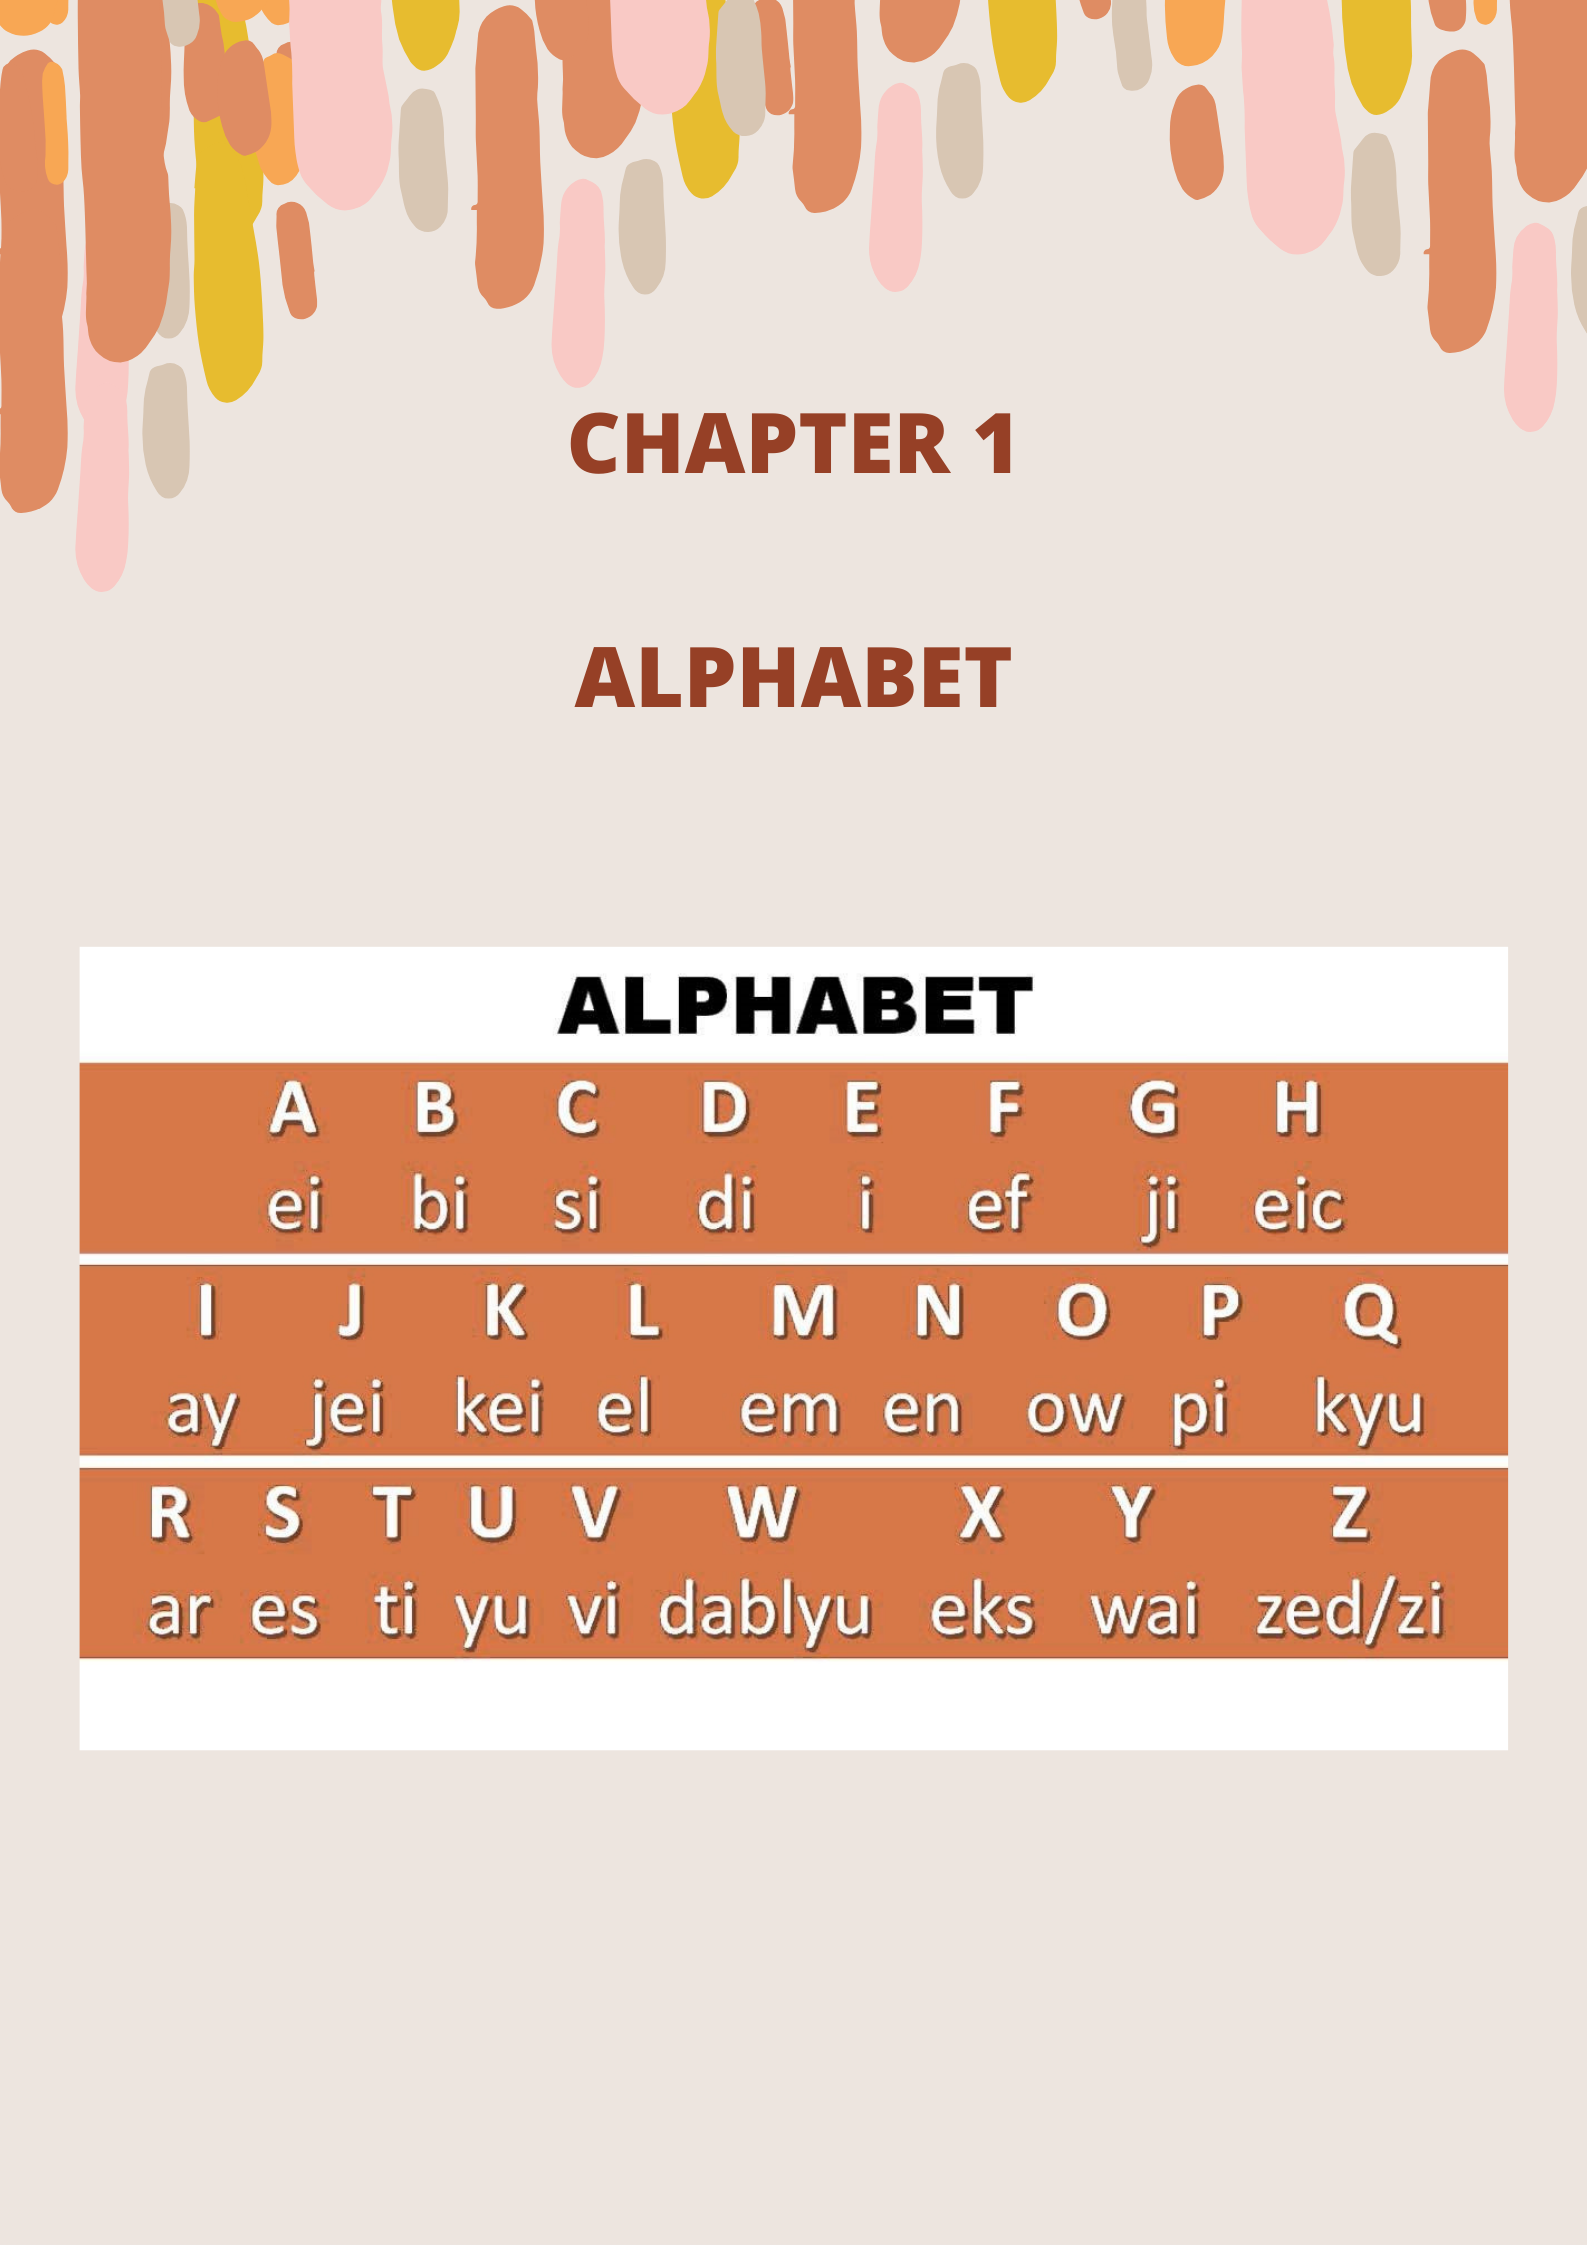 CHAPTER 1
ALPHABET
ALPHABET
A B C D E F G H
ei bi si di i ef ji eic
I J K L M N O P Q
ay jei kei el em en ow pi kyu
R S T U V W X Y Z
ar es ti yu vi dablyu eks wai zed/zi